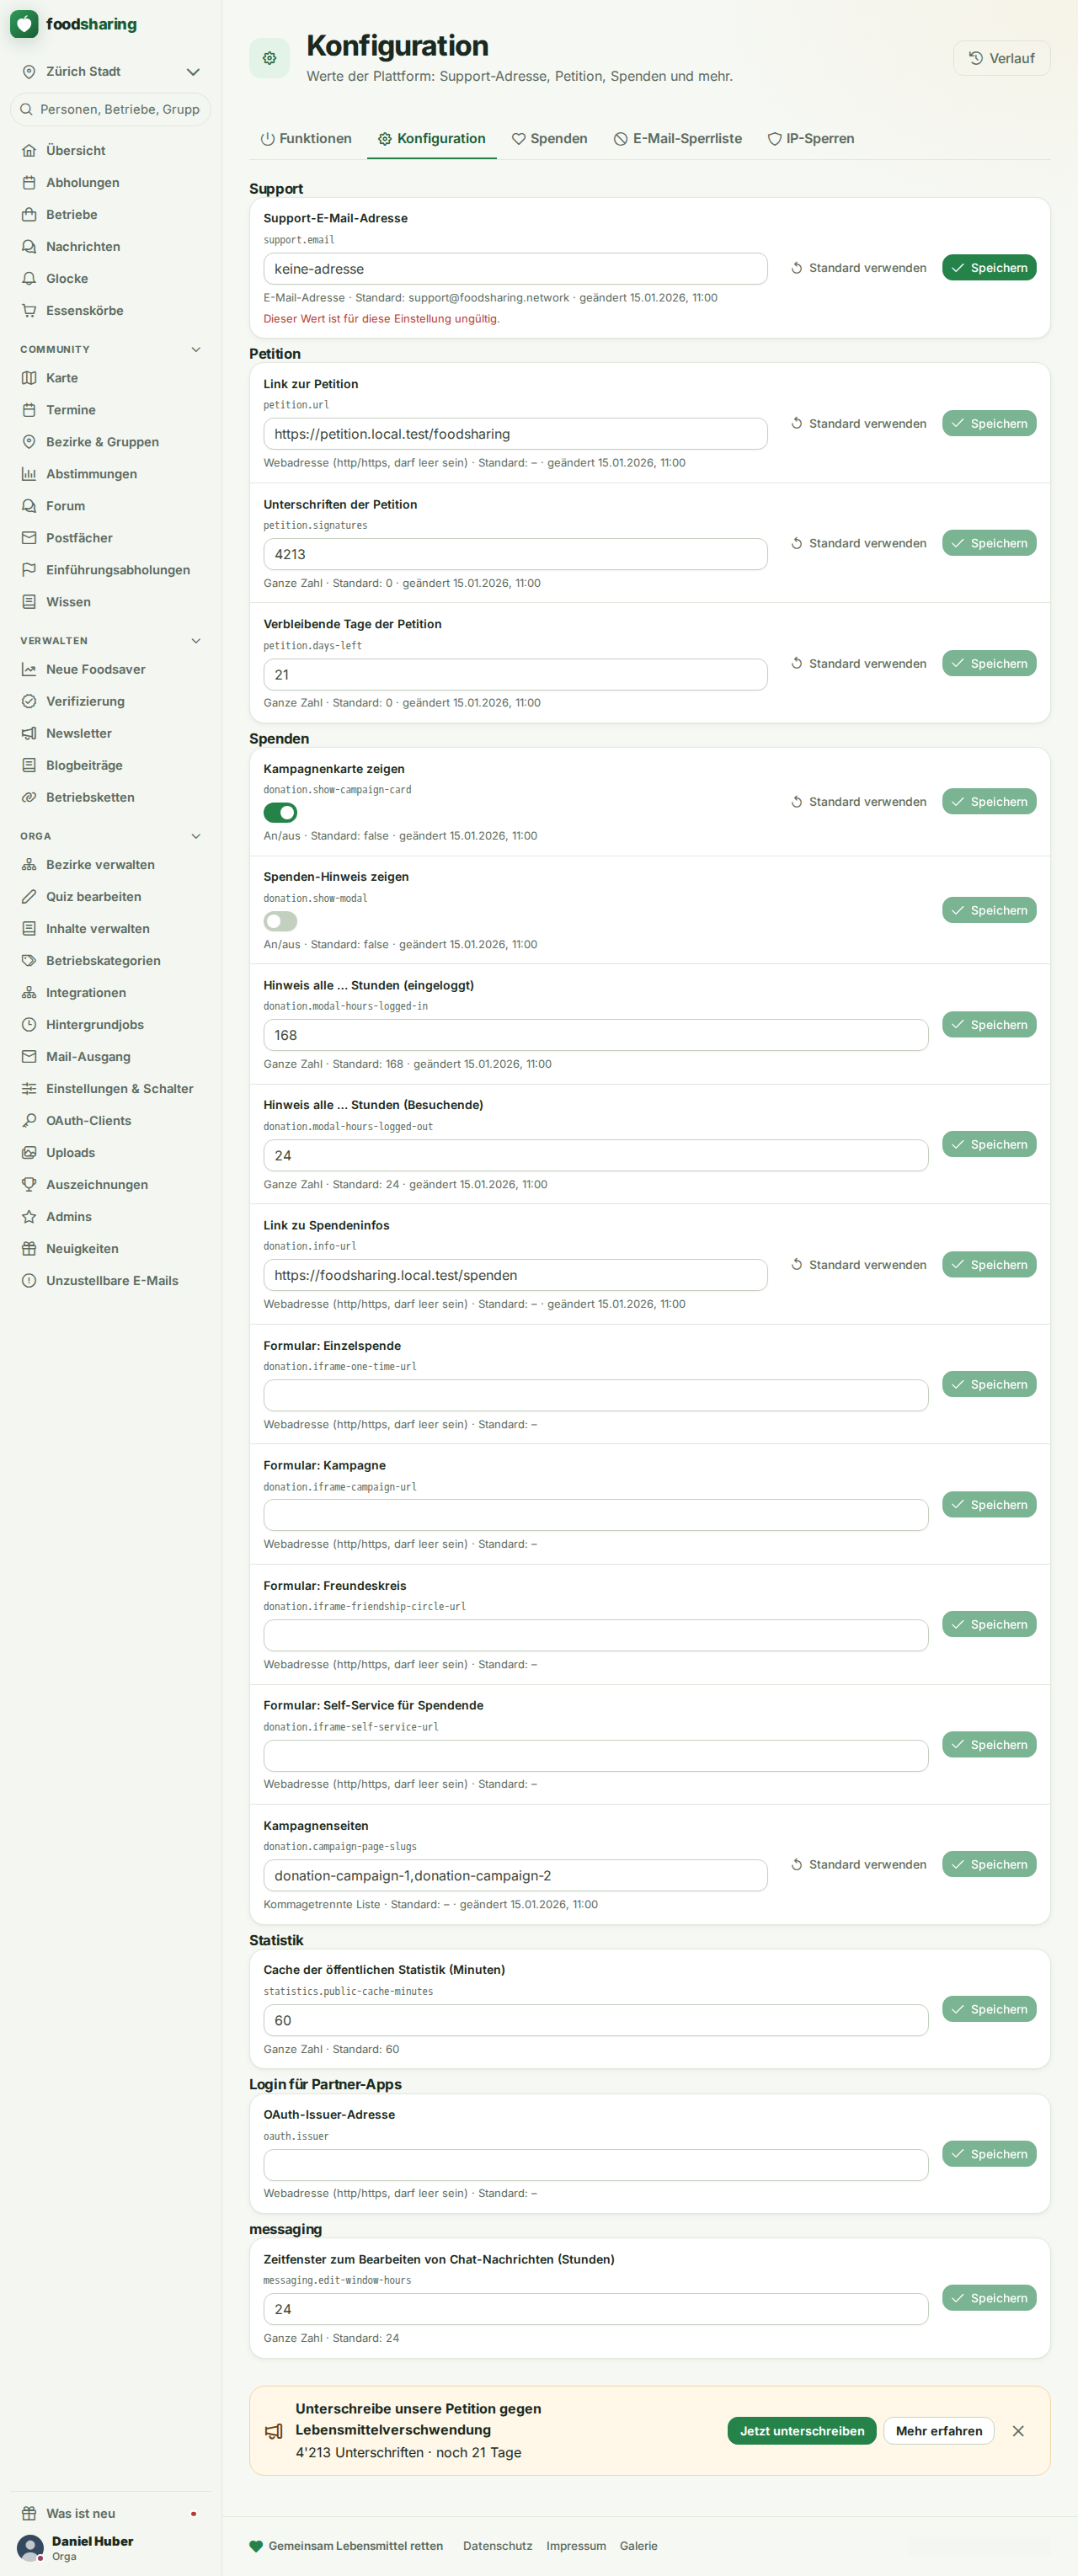 foodsharing
Zürich Stadt
Personen, Betriebe, Grupp
Übersicht
Abholungen
Betriebe
Nachrichten
Glocke
Essenskörbe
COMMUNITY
Karte
Termine
Bezirke & Gruppen
Abstimmungen
Forum
Postfächer
Einführungsabholungen
Wissen
VERWALTEN
Neue Foodsaver
Verifizierung
Newsletter
Blogbeiträge
Betriebsketten
ORGA
Bezirke verwalten
Quiz bearbeiten
Inhalte verwalten
Betriebskategorien
Integrationen
Hintergrundjobs
Mail-Ausgang
Einstellungen & Schalter
OAuth-Clients
Uploads
Auszeichnungen
Admins
Neuigkeiten
Unzustellbare E-Mails
Was ist neu
Daniel Huber
Orga
Konfiguration
Werte der Plattform: Support-Adresse, Petition, Spenden und mehr.
Verlauf
Funktionen Konfiguration Spenden E-Mail-Sperrliste IP-Sperren
Support
Support-E-Mail-Adresse
support.email
keine-adresse
Standard verwenden Speichern
E-Mail-Adresse · Standard: support@foodsharing.network · geändert 15.01.2026, 11:00
Dieser Wert ist für diese Einstellung ungültig.
Petition
Link zur Petition
petition.url
https://petition.local.test/foodsharing
Standard verwenden Speichern
Webadresse (http/https, darf leer sein) · Standard: – · geändert 15.01.2026, 11:00
Unterschriften der Petition
petition.signatures
4213
Standard verwenden Speichern
Ganze Zahl · Standard: 0 · geändert 15.01.2026, 11:00
Verbleibende Tage der Petition
petition.days-left
21
Standard verwenden Speichern
Ganze Zahl · Standard: 0 · geändert 15.01.2026, 11:00
Spenden
Kampagnenkarte zeigen
donation.show-campaign-card
Standard verwenden Speichern
An/aus · Standard: false · geändert 15.01.2026, 11:00
Spenden-Hinweis zeigen
donation.show-modal
Speichern
An/aus · Standard: false · geändert 15.01.2026, 11:00
Hinweis alle … Stunden (eingeloggt)
donation.modal-hours-logged-in
168
Speichern
Ganze Zahl · Standard: 168 · geändert 15.01.2026, 11:00
Hinweis alle … Stunden (Besuchende)
donation.modal-hours-logged-out
24
Speichern
Ganze Zahl · Standard: 24 · geändert 15.01.2026, 11:00
Link zu Spendeninfos
donation.info-url
https://foodsharing.local.test/spenden
Standard verwenden Speichern
Webadresse (http/https, darf leer sein) · Standard: – · geändert 15.01.2026, 11:00
Formular: Einzelspende
donation.iframe-one-time-url
Speichern
Webadresse (http/https, darf leer sein) · Standard: –
Formular: Kampagne
donation.iframe-campaign-url
Speichern
Webadresse (http/https, darf leer sein) · Standard: –
Formular: Freundeskreis
donation.iframe-friendship-circle-url
Speichern
Webadresse (http/https, darf leer sein) · Standard: –
Formular: Self-Service für Spendende
donation.iframe-self-service-url
Speichern
Webadresse (http/https, darf leer sein) · Standard: –
Kampagnenseiten
donation.campaign-page-slugs
donation-campaign-1,donation-campaign-2
Standard verwenden Speichern
Kommagetrennte Liste · Standard: – · geändert 15.01.2026, 11:00
Statistik
Cache der öffentlichen Statistik (Minuten)
statistics.public-cache-minutes
60
Speichern
Ganze Zahl · Standard: 60
Login für Partner-Apps
OAuth-Issuer-Adresse
oauth.issuer
Speichern
Webadresse (http/https, darf leer sein) · Standard: –
messaging
Zeitfenster zum Bearbeiten von Chat-Nachrichten (Stunden)
messaging.edit-window-hours
24
Speichern
Ganze Zahl · Standard: 24
Unterschreibe unsere Petition gegen
Lebensmittelverschwendung
4'213 Unterschriften · noch 21 Tage
Jetzt unterschreiben Mehr erfahren
Gemeinsam Lebensmittel retten Datenschutz Impressum Galerie